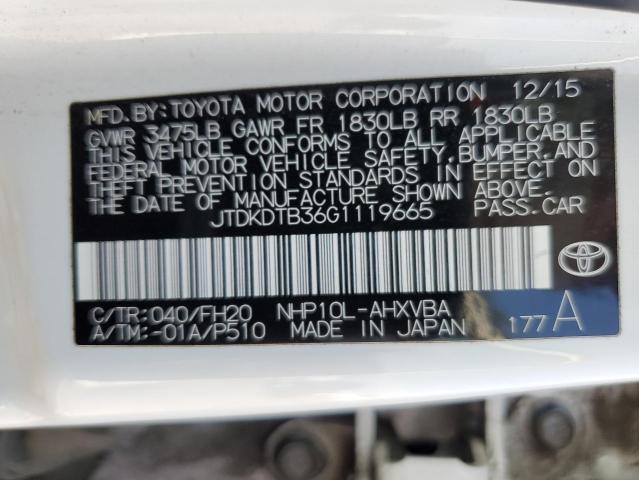 MFD. BY: TOYOTA MOTOR CORPORATION 12/15
GVWR 3475LB GAWR FR 1830LB RR 1830LB
THIS VEHICLE CONFORMS TO ALL APPLICABLE
FEDERAL MOTOR VEHICLE SAFETY, BUMPER, AND
THEFT PREVENTION STANDARDS IN EFFECT ON
THE DATE OF MANUFACTURE SHOWN ABOVE.
JTDKDTB36G1119665 PASS. CAR
TOYOTA
C/TR: 040/FH20 NHP10L-AHXVBA
A/TM: -01A/P510 MADE IN JAPAN 177 A